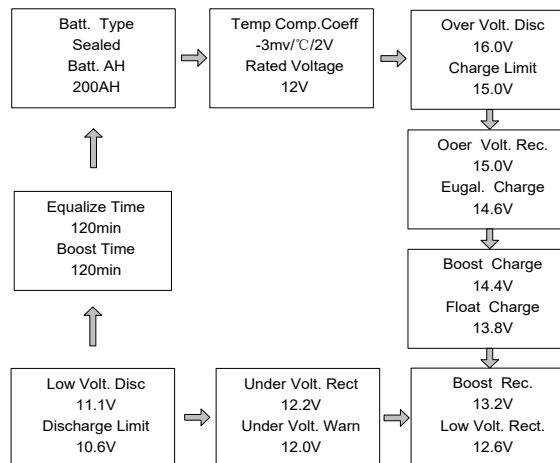 Batt. Type
Sealed
Batt. AH
200AH
Temp Comp.Coeff
-3mv/℃/2V
Rated Voltage
12V
Over Volt. Disc
16.0V
Charge Limit
15.0V
Ooer Volt. Rec.
15.0V
Eugal. Charge
14.6V
Boost Charge
14.4V
Float Charge
13.8V
Boost Rec.
13.2V
Low Volt. Rect.
12.6V
Under Volt. Rect
12.2V
Under Volt. Warn
12.0V
Low Volt. Disc
11.1V
Discharge Limit
10.6V
Equalize Time
120min
Boost Time
120min